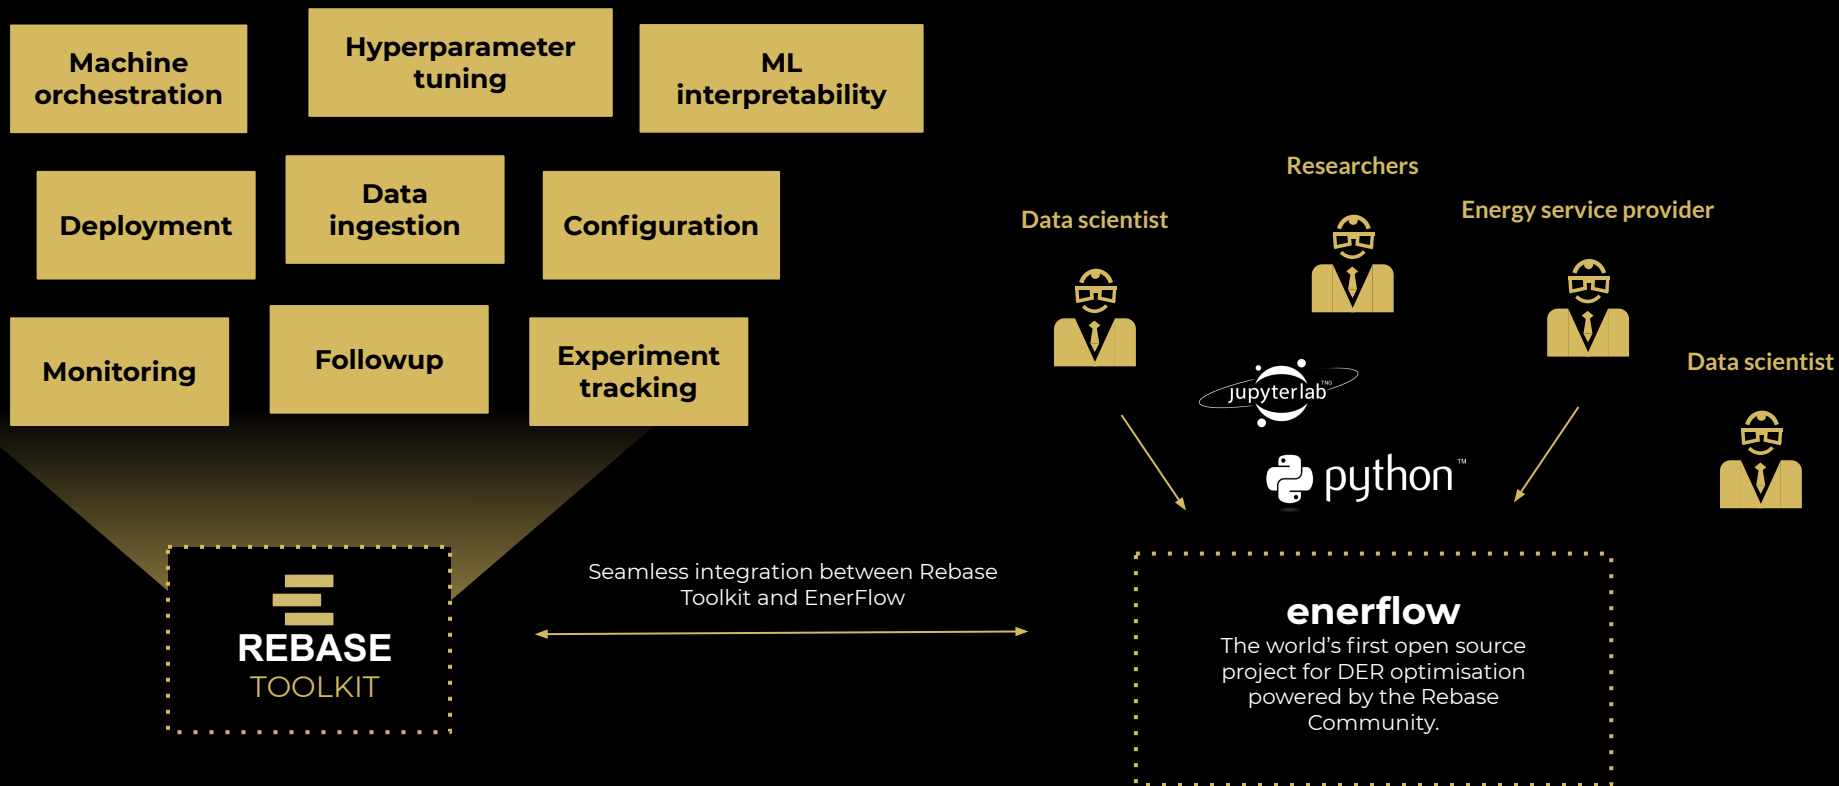 Machine
orchestration
Hyperparameter
tuning
ML
interpretability
Deployment
Data
ingestion
Configuration
Monitoring
Followup
Experiment
tracking
REBASE
TOOLKIT
Seamless integration between Rebase
Toolkit and EnerFlow
Researchers
Data scientist
Energy service provider
Data scientist
jupyterlab TNG
python™
enerflow
The world’s first open source
project for DER optimisation
powered by the Rebase
Community.